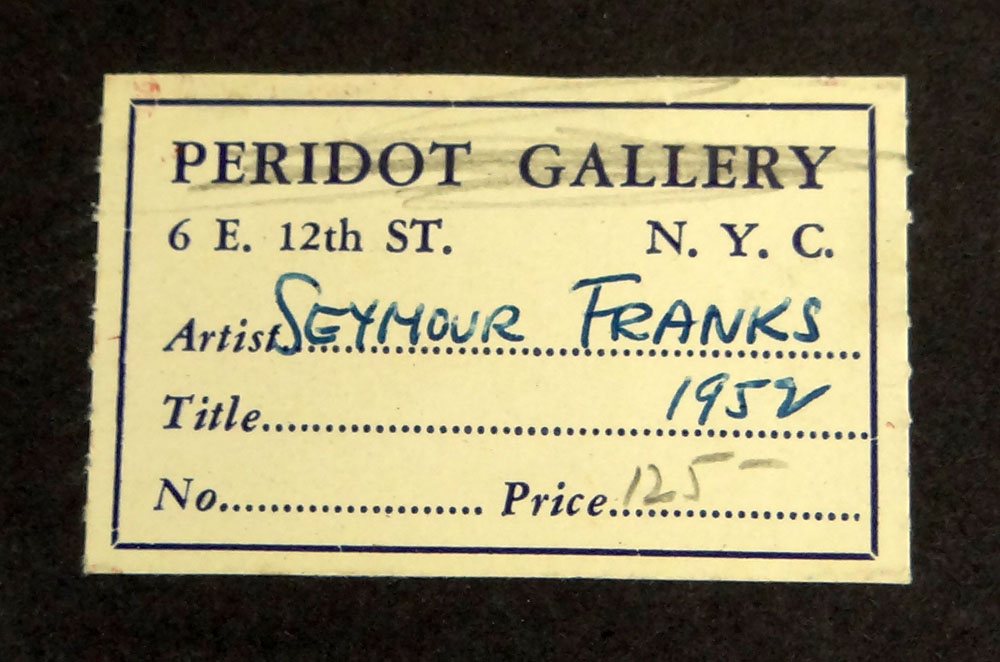 PERIDOT GALLERY
6 E. 12th ST. N. Y. C.
Artist SEYMOUR FRANKS
Title 1952
No. Price 125 -